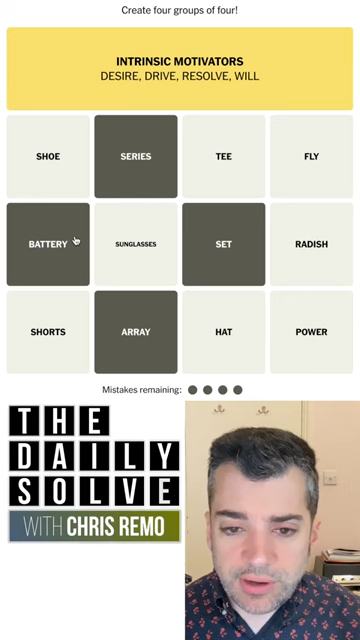 Create four groups of four!
INTRINSIC MOTIVATORS
DESIRE, DRIVE, RESOLVE, WILL
SHOE SERIES TEE FLY
BATTERY SUNGLASSES SET RADISH
SHORTS ARRAY HAT POWER
Mistakes remaining:
THE
DAILY
SOLVE
WITH CHRIS REMO